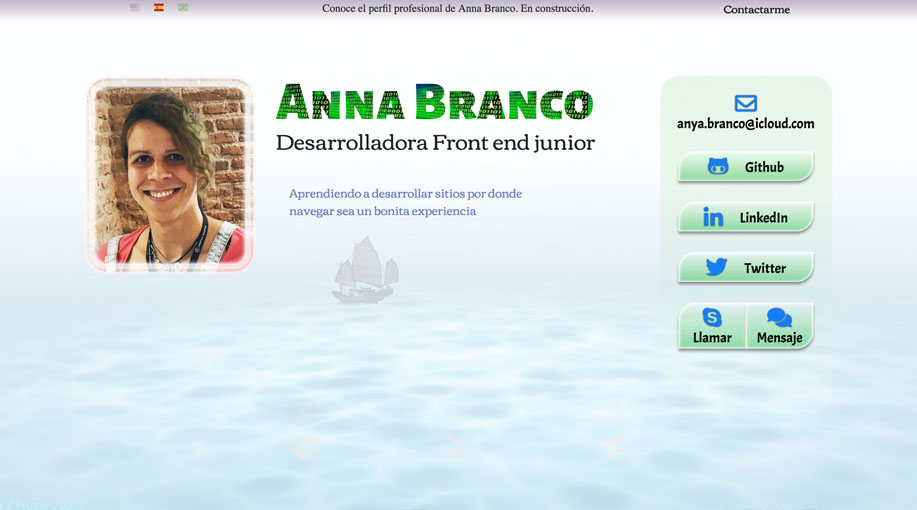 Conoce el perfil profesional de Anna Branco. En construcción.
Contactarme
ANNA BRANCO
Desarrolladora Front end junior
Aprendiendo a desarrollar sitios por donde
navegar sea un bonita experiencia
anya.branco@icloud.com
Github
LinkedIn
Twitter
Llamar
Mensaje